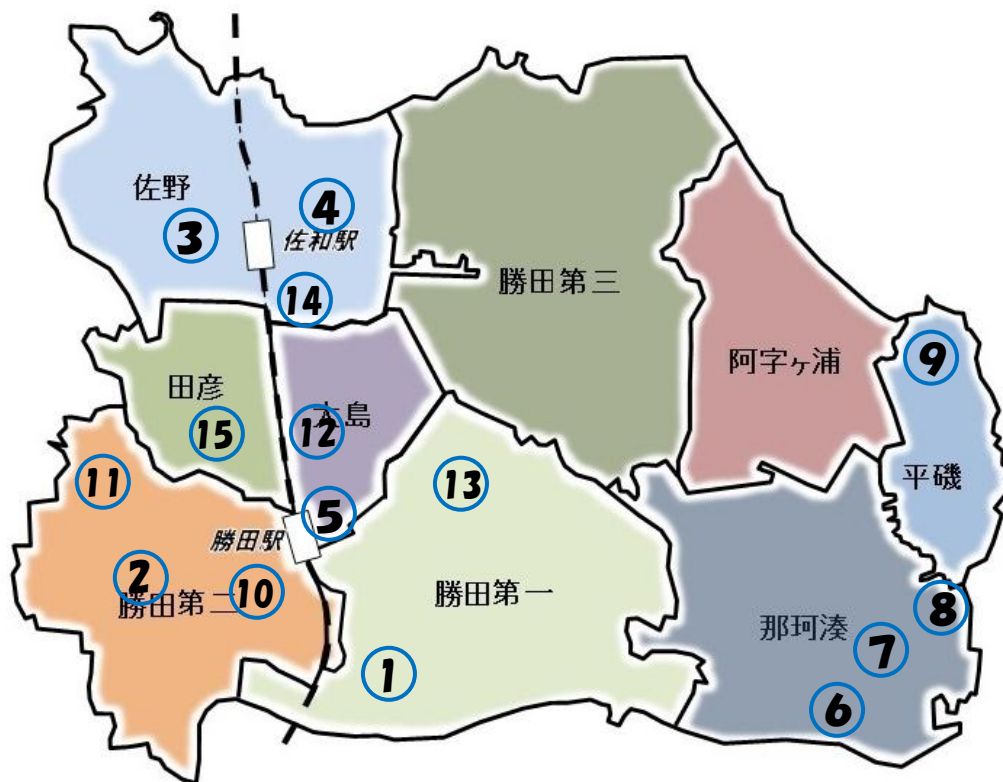 佐野
④
③
佐和駅
⑭
勝田第三
⑨
阿字ヶ浦
田彦
大島
⑮
⑫
平磯
⑪
⑬
⑤
勝田駅
②
⑩
勝田第二
勝田第一
⑧
那珂湊
⑦
①
⑥